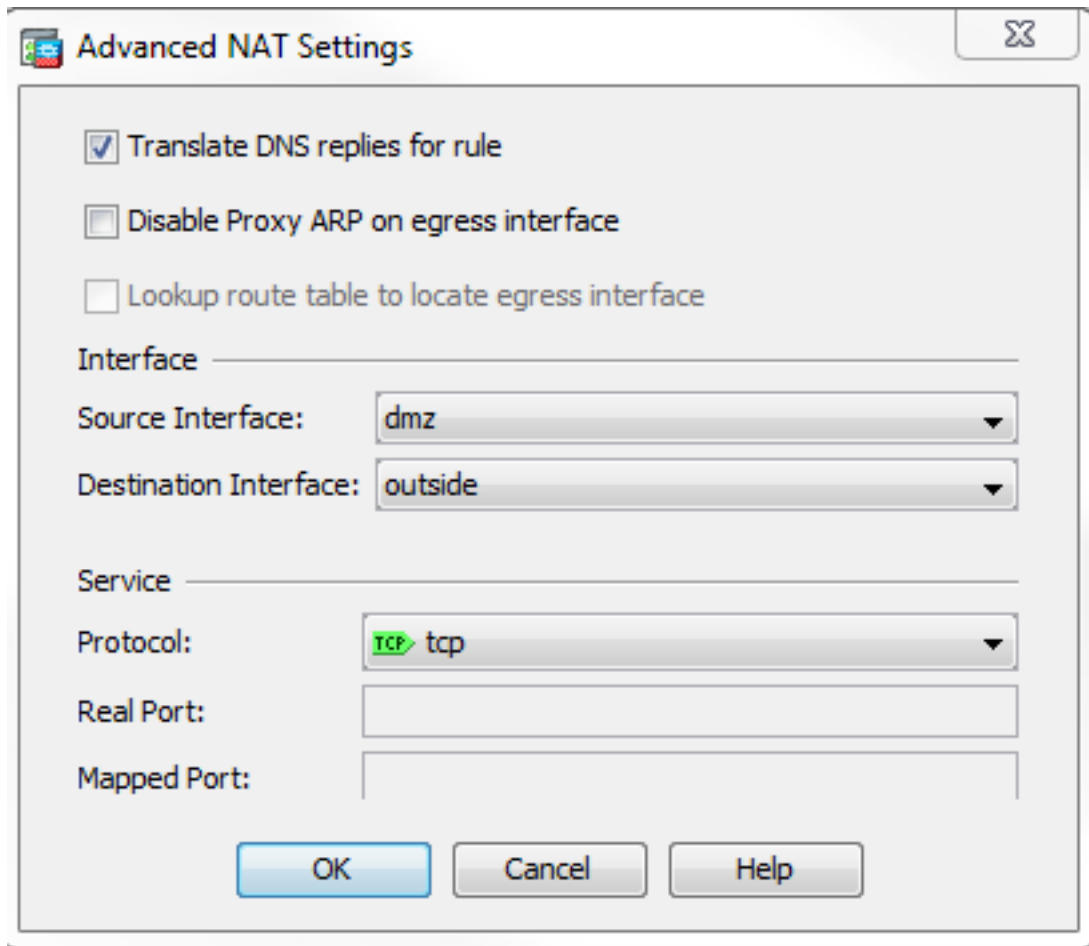 Advanced NAT Settings
Translate DNS replies for rule
Disable Proxy ARP on egress interface
Lookup route table to locate egress interface
Interface
Source Interface: dmz
Destination Interface: outside
Service
Protocol: TCP tcp
Real Port:
Mapped Port:
OK Cancel Help